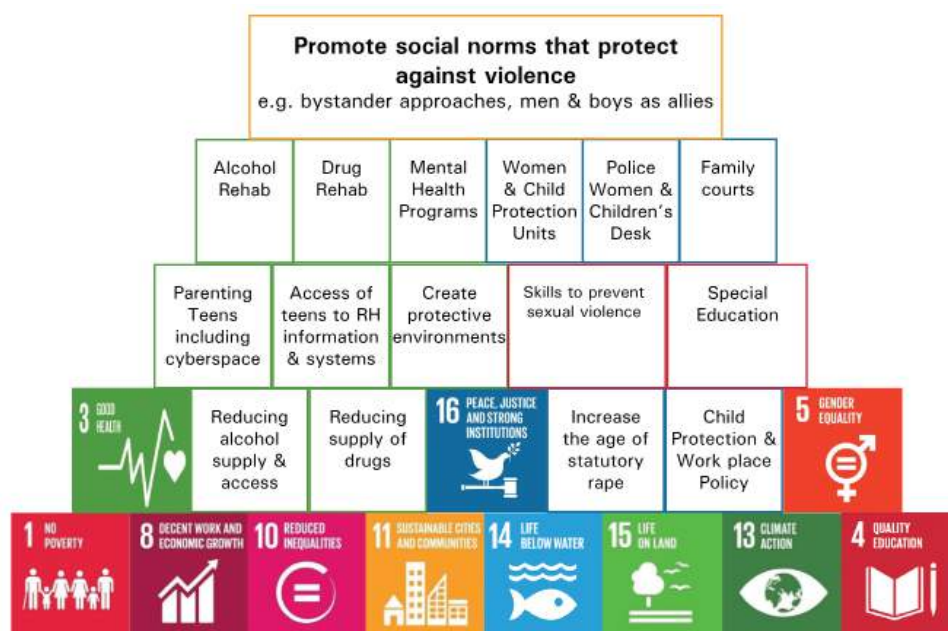 Promote social norms that protect
against violence
e.g. bystander approaches, men & boys as allies
Alcohol
Rehab
Drug
Rehab
Mental
Health
Programs
Women
& Child
Protection
Units
Police
Women &
Children's
Desk
Family
courts
Parenting
Teens
including
cyberspace
Access of
teens to RH
information
& systems
Create
protective
environments
Skills to prevent
sexual violence
Special
Education
3 GOOD
HEALTH
Reducing
alcohol
supply &
access
Reducing
supply of
drugs
16 PEACE, JUSTICE
AND STRONG
INSTITUTIONS
Increase
the age of
statutory
rape
Child
Protection &
Work place
Policy
5 GENDER
EQUALITY
1 NO
POVERTY
8 DECENT WORK AND
ECONOMIC GROWTH
10 REDUCED
INEQUALITIES
11 SUSTAINABLE CITIES
AND COMMUNITIES
14 LIFE
BELOW WATER
15 LIFE
ON LAND
13 CLIMATE
ACTION
4 QUALITY
EDUCATION